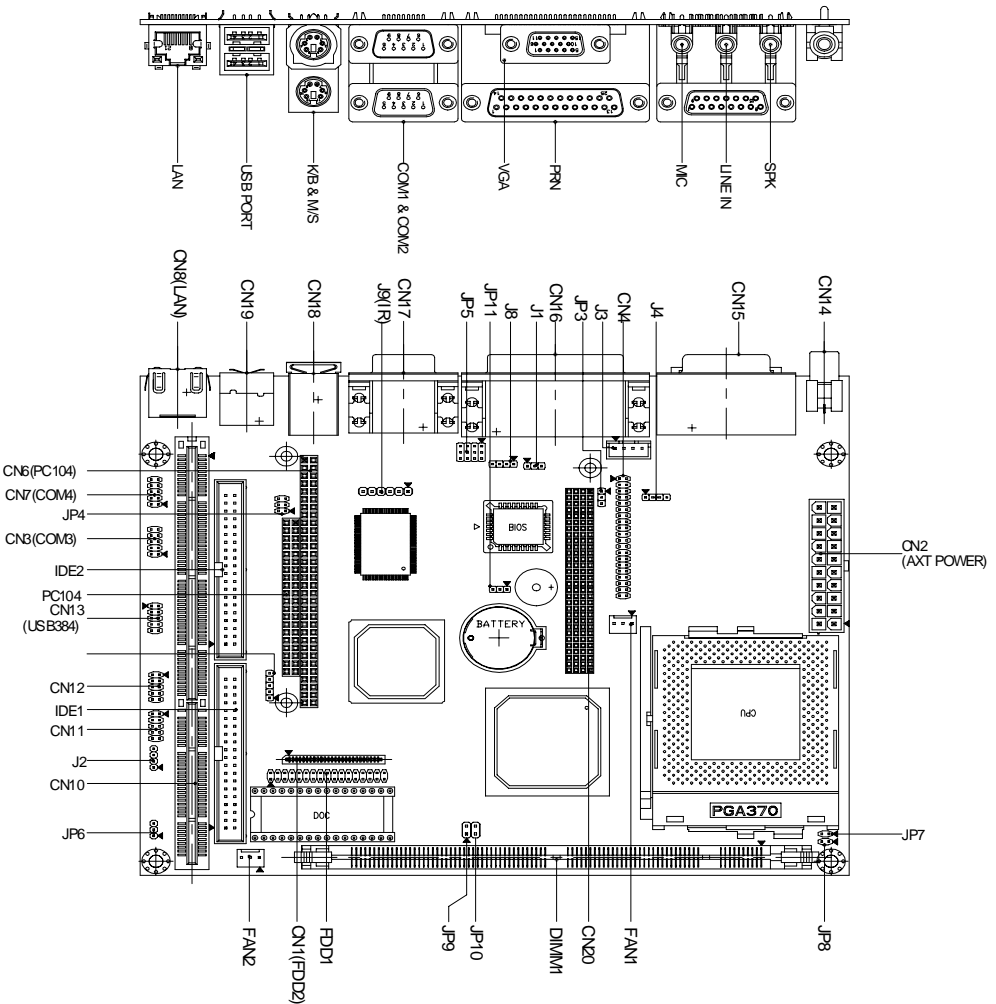 LAN
USB PORT
K/B & M/S
COM1 & COM2
VGA
PRN
MIC
LINE IN
SPK
CN8(LAN)
CN19
CN18
J9(IR)
CN17
JP5
JP11
J8
J1
CN16
JP3
J3
CN4
J4
CN15
CN14
CN6(PC104)
CN7(COM4)
JP4
CN3(COM3)
IDE2
PC104
CN13
(USB384)
CN12
IDE1
CN11
J2
CN10
JP6
BIOS
BATTERY
CPU
PGA370
DOC
CN2
(AXT POWER)
JP7
FAN2
CN1(FDD2)
FDD1
JP9
JP10
DIMM1
CN20
FAN1
JP8